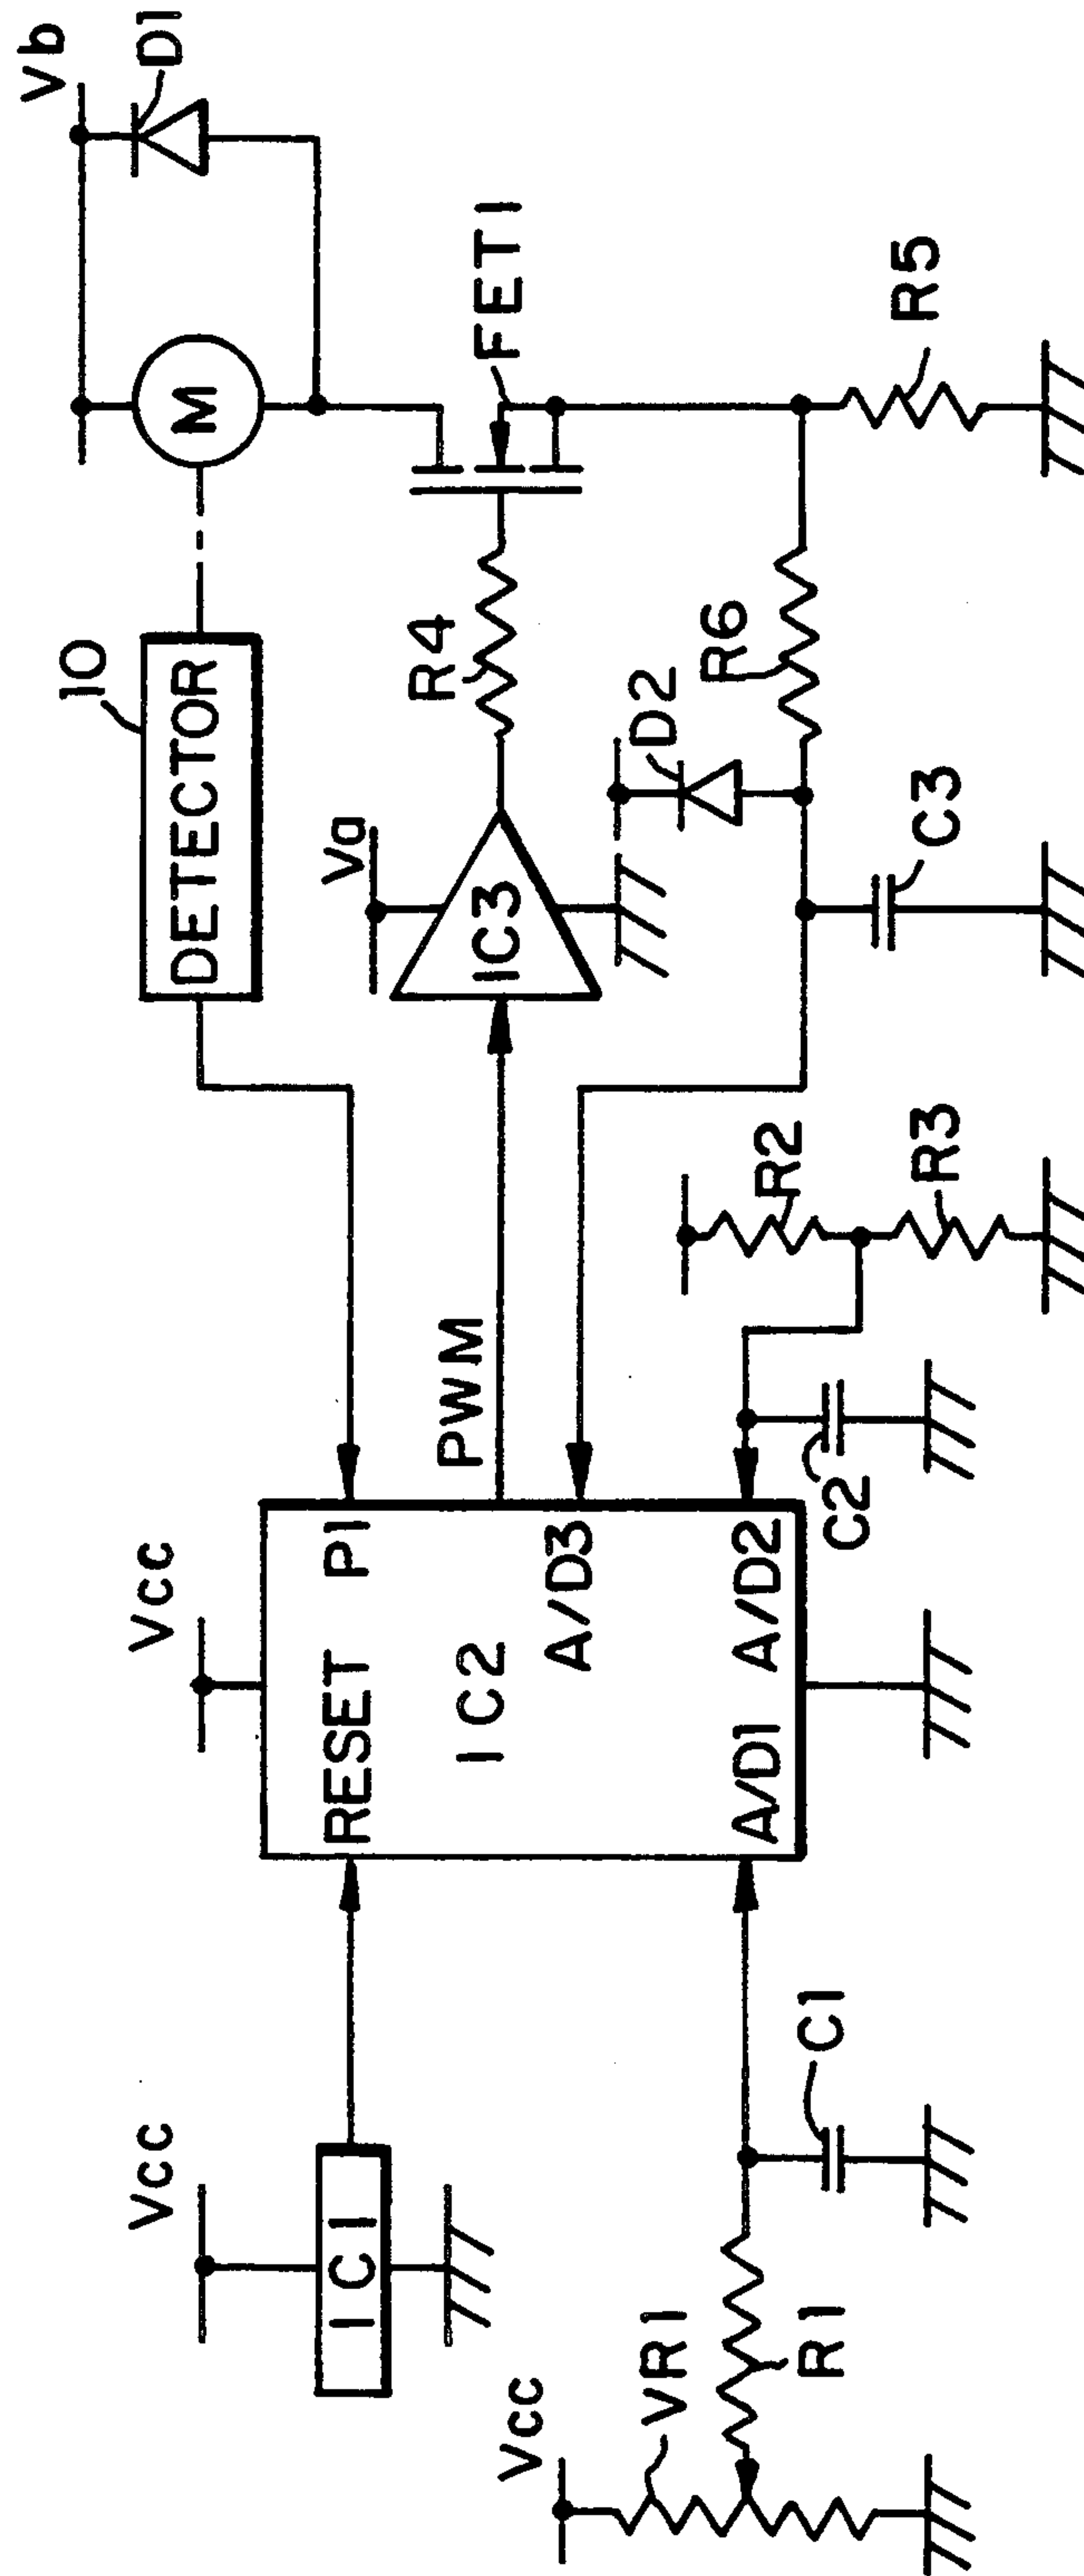 Vcc
VR1
R1
Vcc
IC1
C1
Vcc
RESET P1
IC2
A/D3
A/D1 A/D2
PWM
C2
R2
R3
10
DETECTOR
Va
IC3
R4
D2
C3
R6
M
Vb
D1
FET1
R5